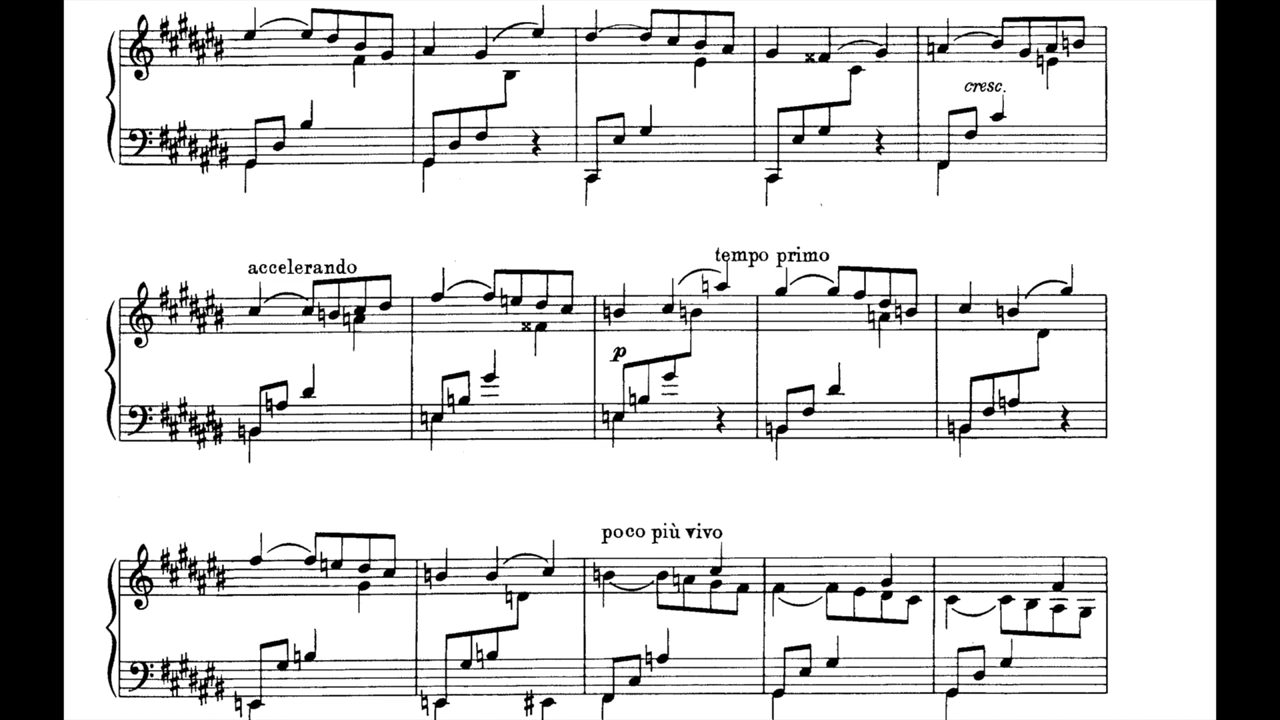 cresc.
accelerando
tempo primo
p
poco più vivo